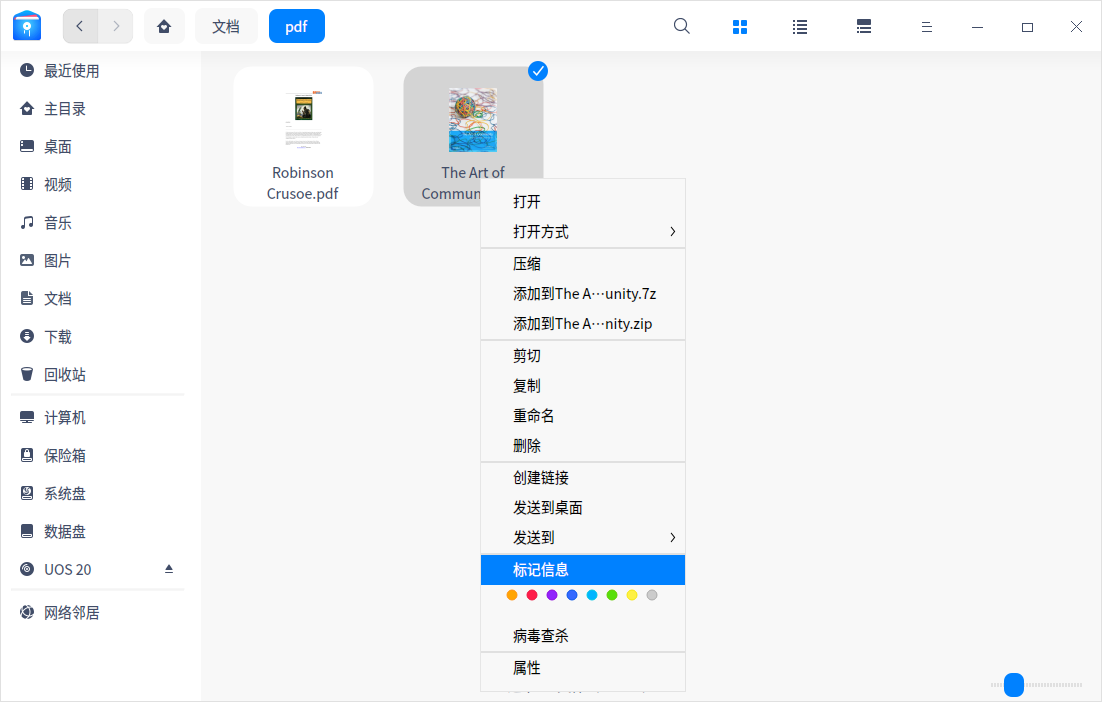 文档
pdf
最近使用
主目录
桌面
视频
音乐
图片
文档
下载
回收站
计算机
保险箱
系统盘
数据盘
UOS 20
网络邻居
Robinson
Crusoe.pdf
The Art of
Commun
打开
打开方式
压缩
添加到The A⋯unity.7z
添加到The A⋯nity.zip
剪切
复制
重命名
删除
创建链接
发送到桌面
发送到
标记信息
病毒查杀
属性